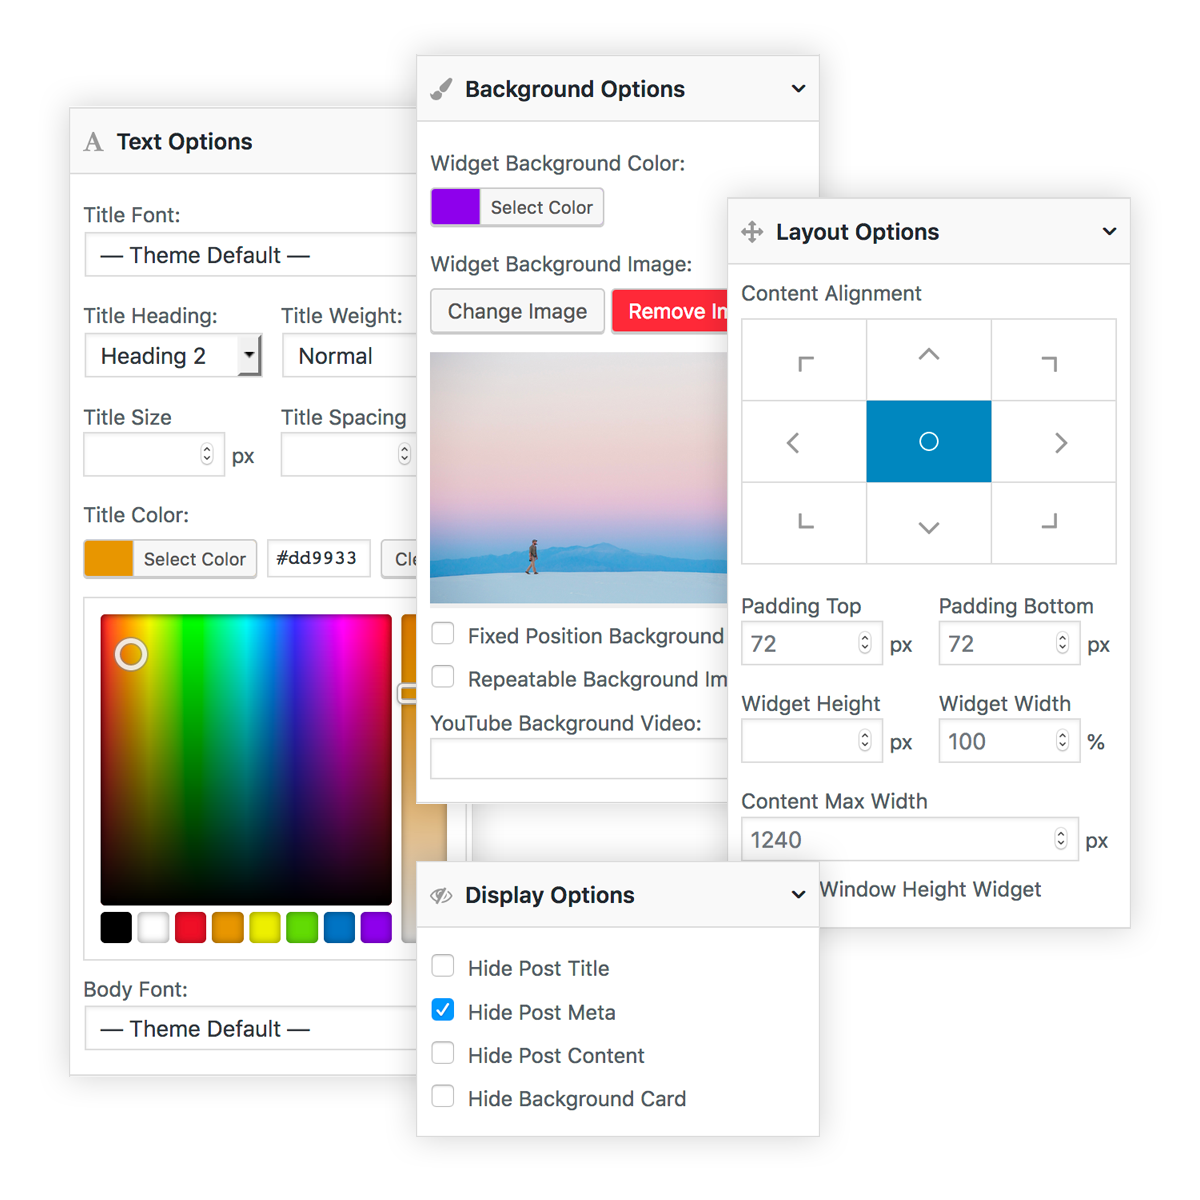 Text Options
Title Font:
— Theme Default —
Title Heading: Title Weight:
Heading 2 Normal
Title Size Title Spacing
px
Title Color:
Select Color #dd9933
Body Font:
— Theme Default —
Background Options
Widget Background Color:
Select Color
Widget Background Image:
Change Image Remove
Fixed Position Background
Repeatable Background
YouTube Background Video:
Layout Options
Content Alignment
Padding Top Padding Bottom
72 px 72 px
Widget Height Widget Width
px 100 %
Content Max Width
1240 px
Window Height Widget
Display Options
Hide Post Title
Hide Post Meta
Hide Post Content
Hide Background Card